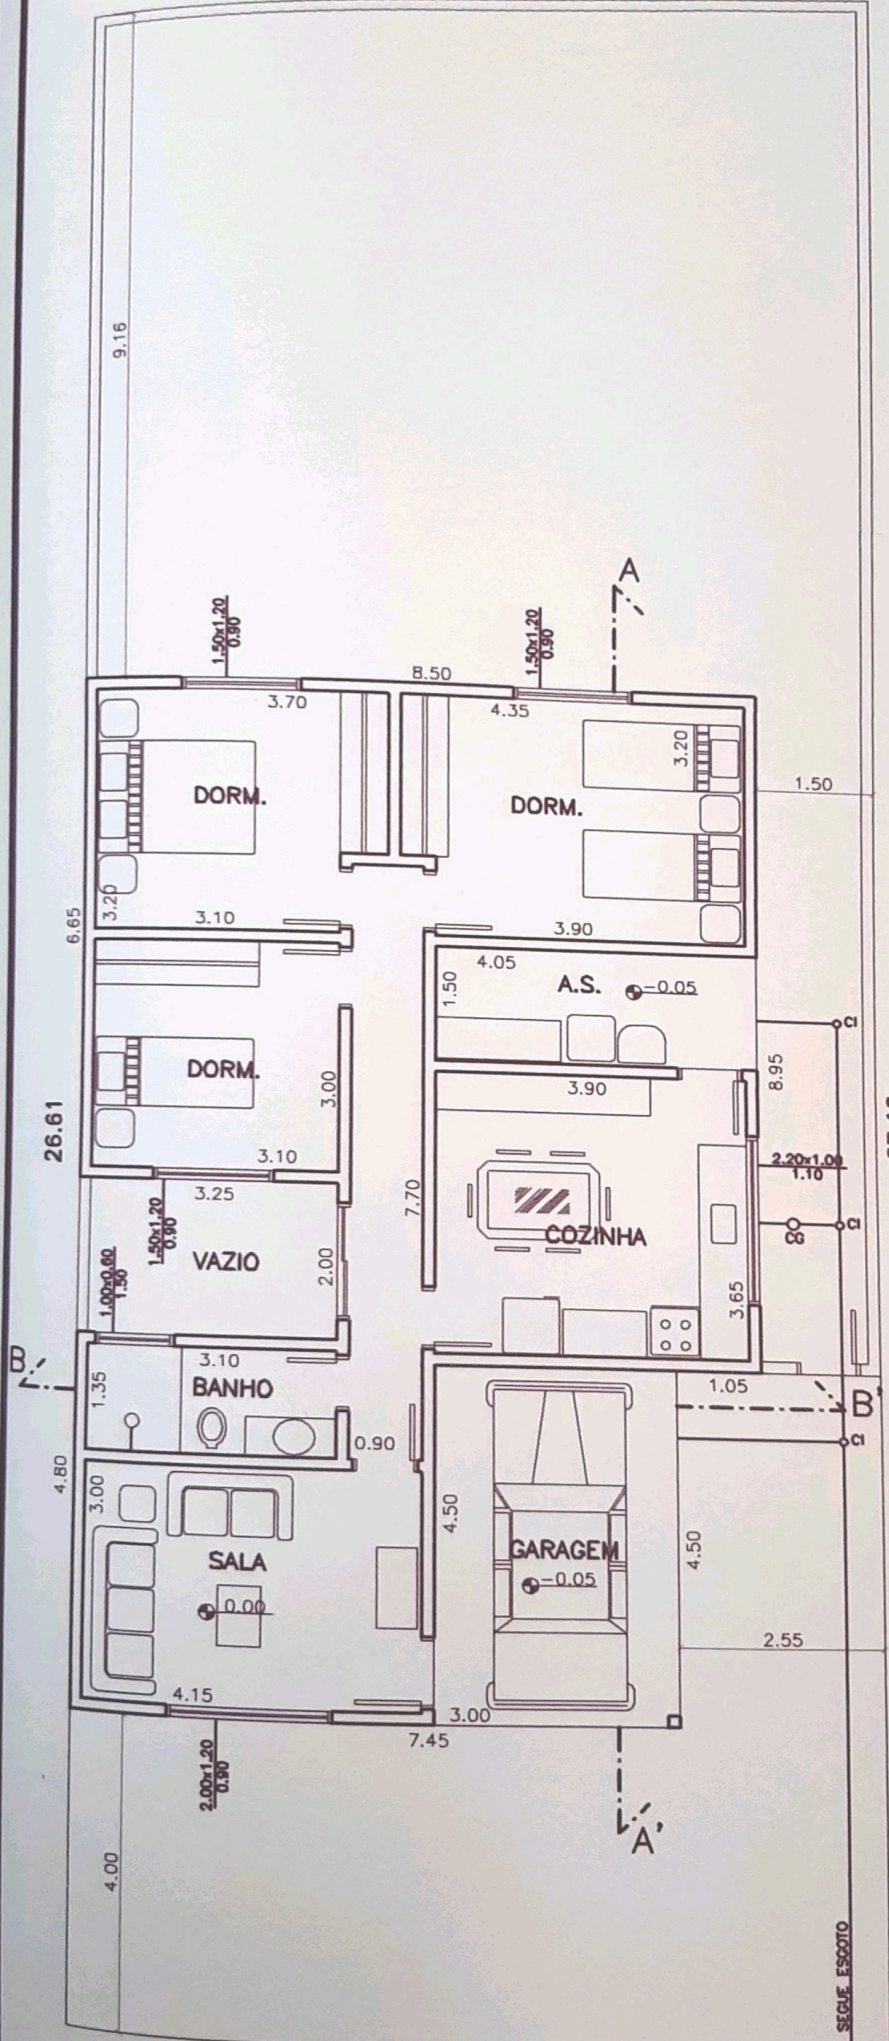 9.16
A
1.50x1.20
0.90
1.50x1.20
0.90
8.50
3.70
4.35
3.20
1.50
DORM.
DORM.
3.20
3.10
3.90
6.65
4.05
1.50
A.S.
-0.05
CI
DORM.
3.00
3.90
8.95
26.61
3.10
3.25
2.20x1.00
1.10
7.70
1.50x1.20
0.90
COZINHA
CG
CI
VAZIO
2.00
1.00x0.60
1.50
3.65
B
3.10
BANHO
1.35
1.05
B'
0.90
CI
4.80
3.00
4.50
SALA
GARAGEM
4.50
-0.05
0.00
2.55
4.15
3.00
7.45
2.00x1.20
0.90
A'
4.00
SEGUE ESGOTO